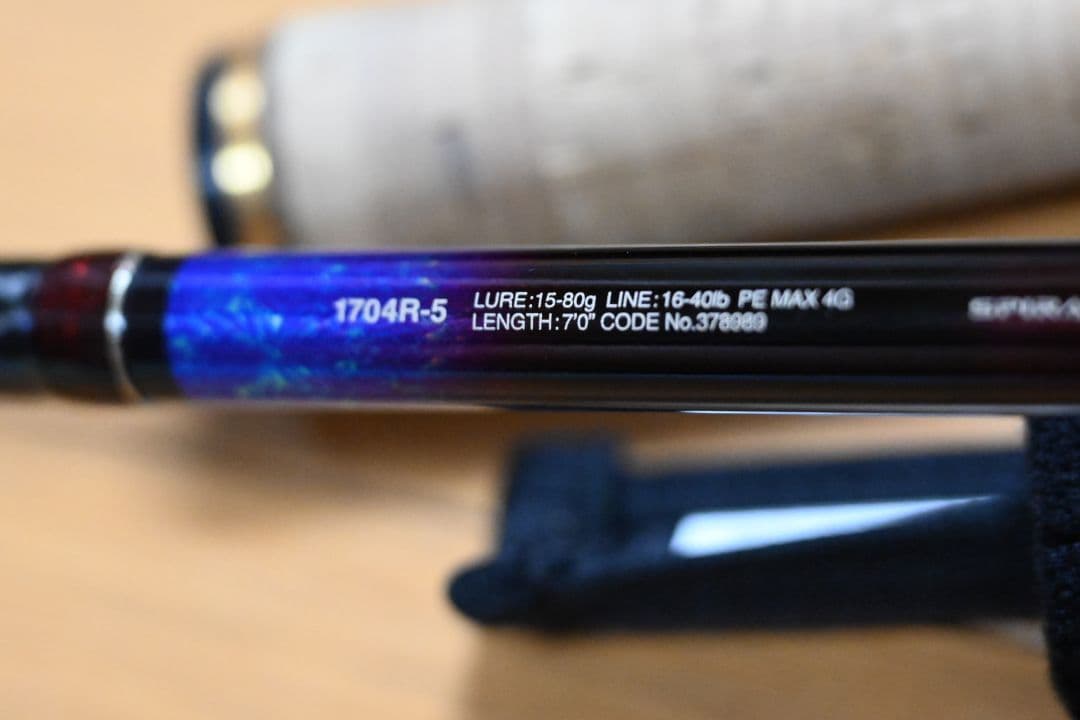 1704R-5
LURE:15-80g LINE:16-40lb PE MAX 4G
LENGTH:7'0" CODE No.378989